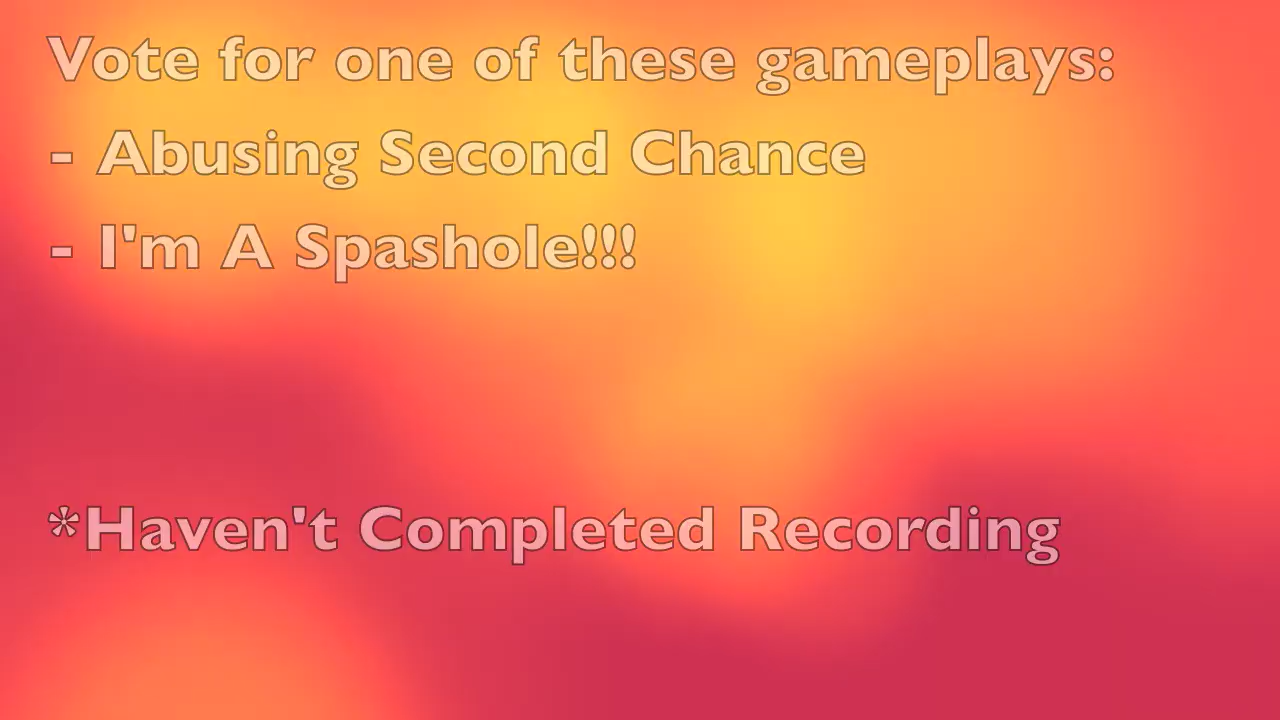 Vote for one of these gameplays:
- Abusing Second Chance
- I'm A Spashole!!!
*Haven't Completed Recording